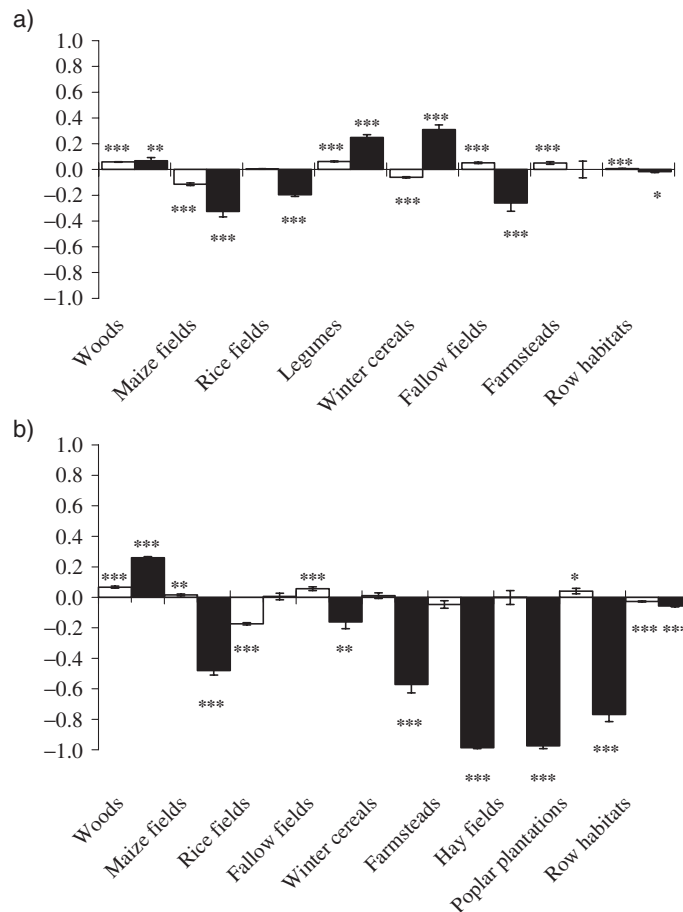 a)
1.0
0.8
0.6
0.4
*** ***
*** ** *** *** ***
0.2
0.0
***
−0.2
*** *** *
−0.4
*** *** ***
−0.6
−0.8
−1.0
Woods
Maize fields
Rice fields
Legumes
Winter cereals
Fallow fields
Farmsteads
Row habitats
b)
1.0
0.8
0.6
0.4
***
0.2
*** ** *** *
0.0
−0.2
*** ***
*** **
−0.4
−0.6
*** ***
−0.8
***
−1.0
*** ***
Woods
Maize fields
Rice fields
Fallow fields
Winter cereals
Farmsteads
Hay fields
Poplar plantations
Row habitats